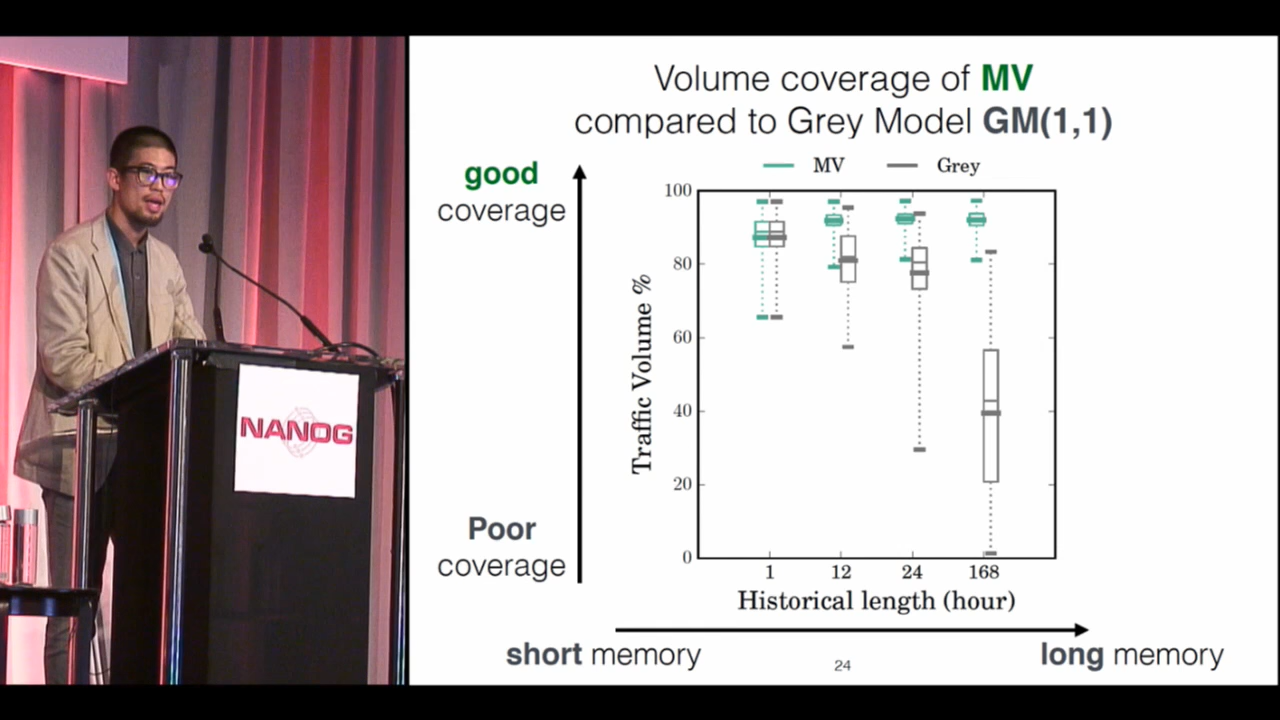 NANOG
Volume coverage of MV
compared to Grey Model GM(1,1)
good
coverage
Poor
coverage
MV
Grey
Traffic Volume %
100
80
60
40
20
0
1 12 24 168
Historical length (hour)
short memory
long memory
24